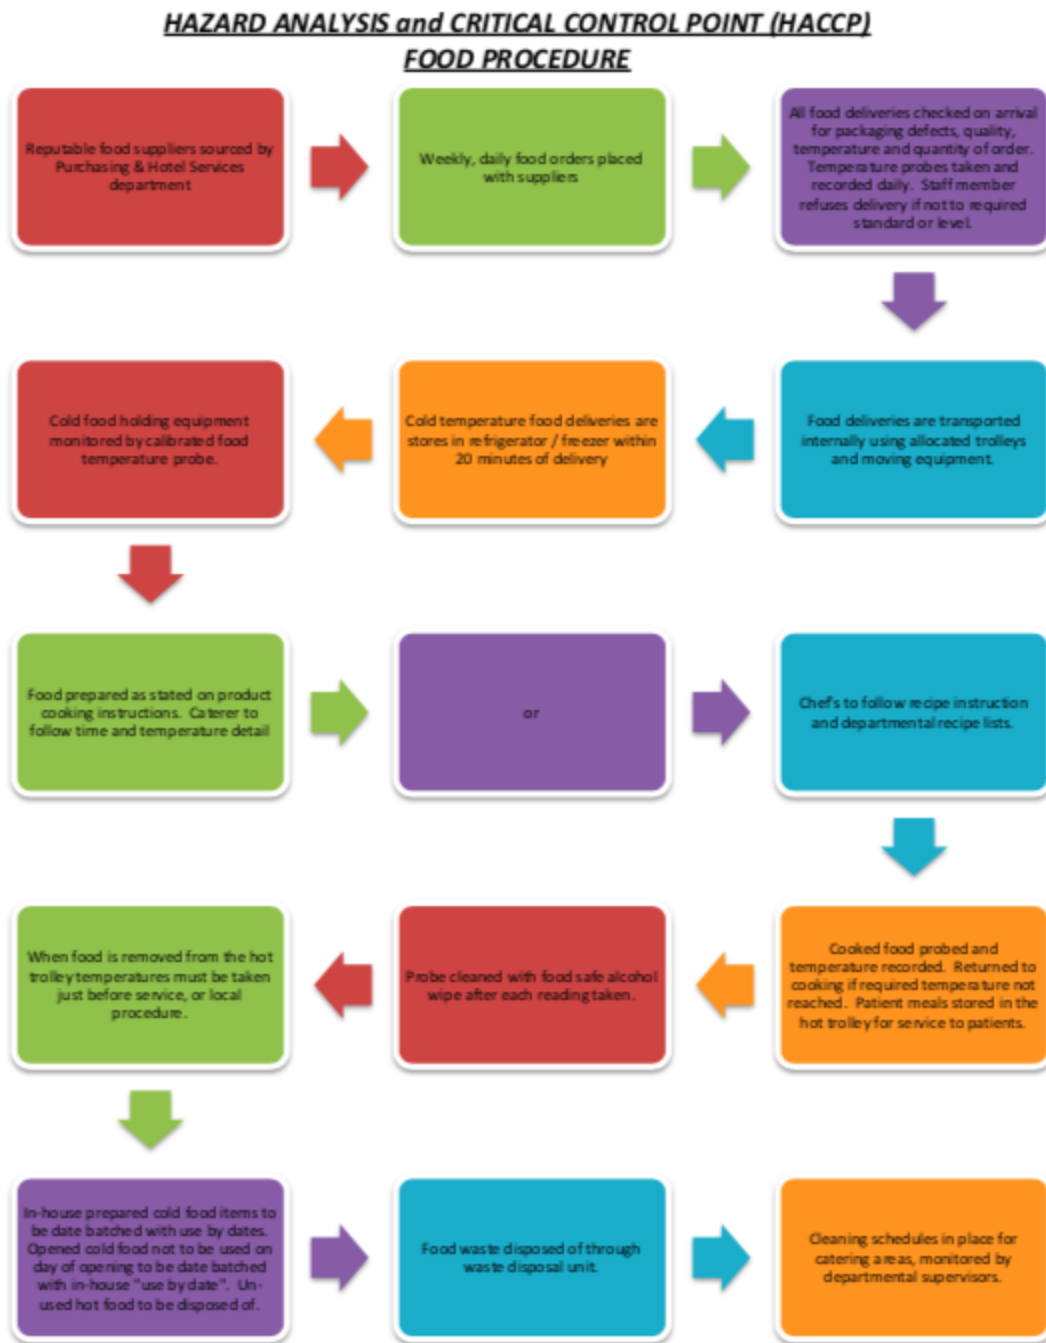 HAZARD ANALYSIS and CRITICAL CONTROL POINT (HACCP)
FOOD PROCEDURE
Reputable food suppliers sourced by
Purchasing & Hotel Services
department
Weekly, daily food orders placed
with suppliers
All food deliveries checked on arrival
for packaging defects, quality,
temperature and quantity of order.
Temperature probes taken and
recorded daily. Staff member
refuses delivery if not to required
standard or level.
Food deliveries are transported
internally using allocated trolleys
and moving equipment.
Cold temperature food deliveries are
stores in refrigerator / freezer within
20 minutes of delivery
Cold food holding equipment
monitored by calibrated food
temperature probe.
Food prepared as stated on product
cooking instructions. Caterer to
follow time and temperature detail
or
Chef's to follow recipe instruction
and departmental recipe lists.
Cooked food probed and
temperature recorded. Returned to
cooking if required temperature not
reached. Patient meals stored in the
hot trolley for service to patients.
Probe cleaned with food safe alcohol
wipe after each reading taken.
When food is removed from the hot
trolley temperatures must be taken
just before service, or local
procedure.
In-house prepared cold food items to
be date batched with use by dates.
Opened cold food not to be used on
day of opening to be date batched
with in-house "use by date". Un-
used hot food to be disposed of.
Food waste disposed of through
waste disposal unit.
Cleaning schedules in place for
catering areas, monitored by
departmental supervisors.